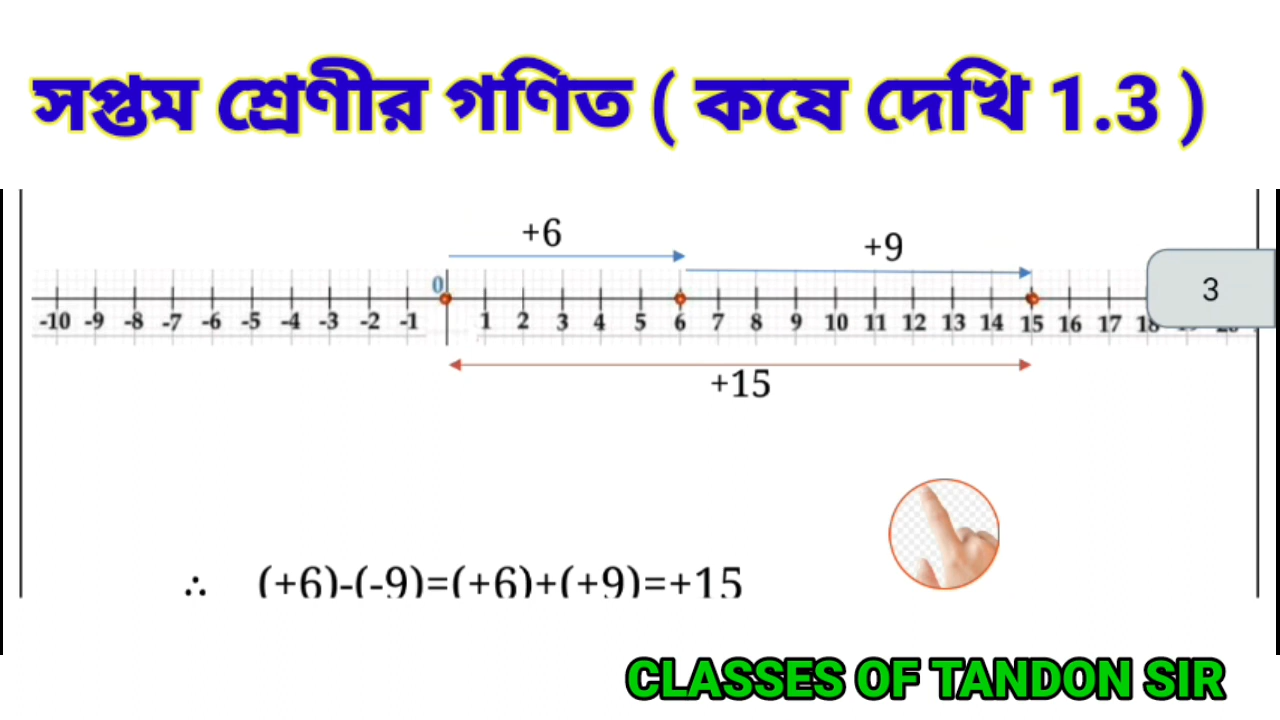 সপ্তম শ্রেণীর গণিত ( কষে দেখি 1.3 )
+6
+9
3
0
-10 -9 -8 -7 -6 -5 -4 -3 -2 -1 1 2 3 4 5 6 7 8 9 10 11 12 13 14 15 16 17 18
+15
∴ (+6)-(-9)=(+6)+(+9)=+15
CLASSES OF TANDON SIR